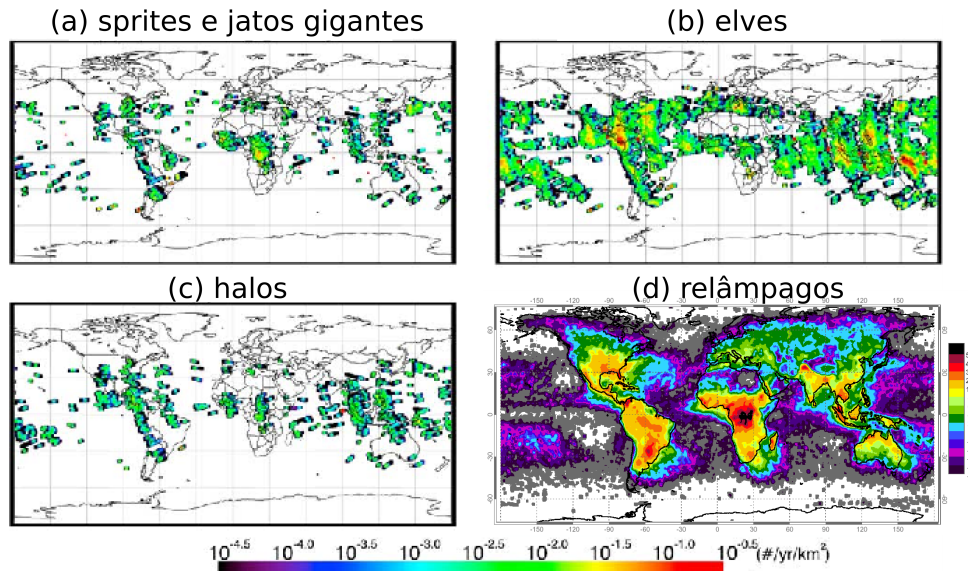 (a) sprites e jatos gigantes
(b) elves
(c) halos
(d) relâmpagos
-150 -120 -90 -60 -30 0 30 60 90 120 150
60
30
0
-30
-60
-150 -120 -90 -60 -30 0 30 60 90 120 150
10^-4.5 10^-4.0 10^-3.5 10^-3.0 10^-2.5 10^-2.0 10^-1.5 10^-1.0 10^-0.5 (#/yr/km²)